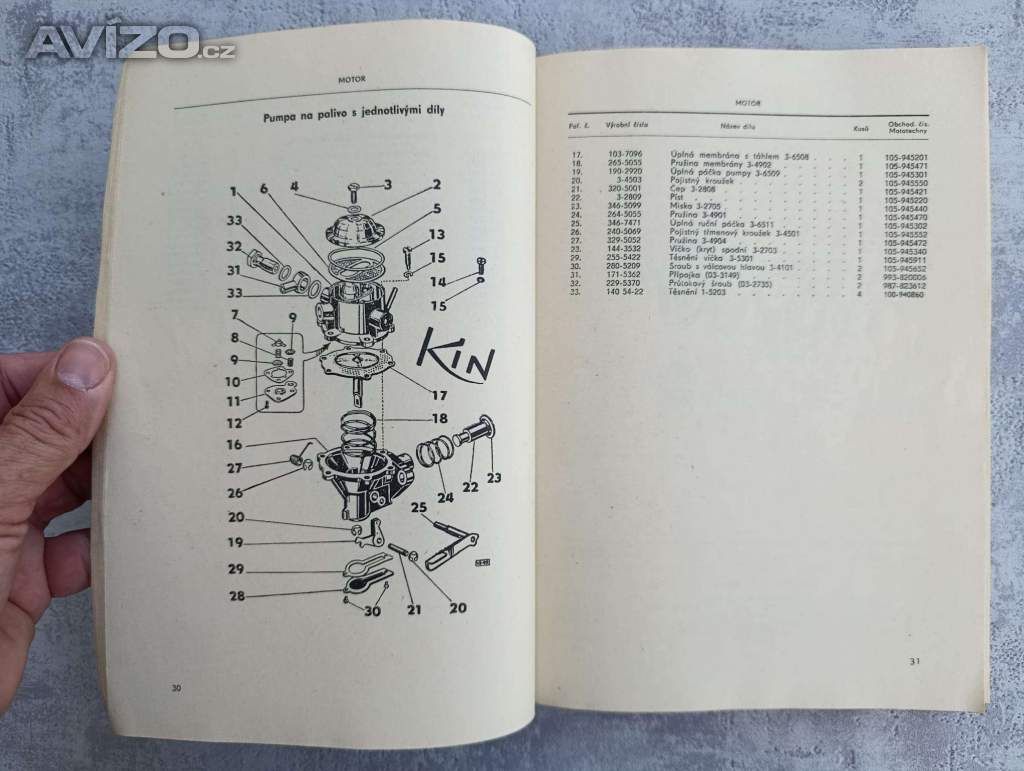 AVÍZO.cz
MOTOR
Pumpa na palivo s jednotlivými díly
3
4
6
2
1
5
33
13
32
15
31
14
33
15
7
9
8
KIN
9
10
11
17
12
18
16
27
24
22
23
26
25
20
19
29
28
30
21
20
30
MOTOR
Poř. č. Výrobní číslo Název dílu Kusů Obchod. čís. Mototechny
17. 103-7096 Úplná membrána s táhlem 3-6508 . . . 1 105-945201
18. 265-5055 Pružina membrány 3-4902 . . . 1 105-945471
19. 190-2920 Úplná páčka pumpy 3-6509 . . . 1 105-945301
20. 3-4503 Pojistný kroužek . . . 2 105-945550
21. 320-5001 Čep 3-2808 . . . 1 105-945421
22. 3-2809 Píst . . . 1 105-945220
23. 346-5099 Miska 3-2705 . . . 1 105-945440
24. 264-5055 Pružina 3-4901 . . . 1 105-945470
25. 346-7471 Úplná ruční páčka 3-6511 . . . 1 105-945302
26. 240-5069 Pojistný třmenový kroužek 3-4501 . . . 1 105-945552
27. 329-5052 Pružina 3-4904 . . . 1 105-945472
23. 144-3532 Víčko (kryt) spodní 3-2703 . . . 1 105-945340
29. 255-5422 Těsnění víčka 3-5301 . . . 1 105-945911
30. 280-5209 Šroub s válcovou hlavou 3-4101 . . . 2 105-945652
31. 171-5362 Přípojka (03-3149) . . . 2 993-820006
32. 229-5370 Průtokový šroub (03-2735) . . . 2 987-823612
23. 140 54-22 Těsnění 1-5203 . . . 4 100-940860
31